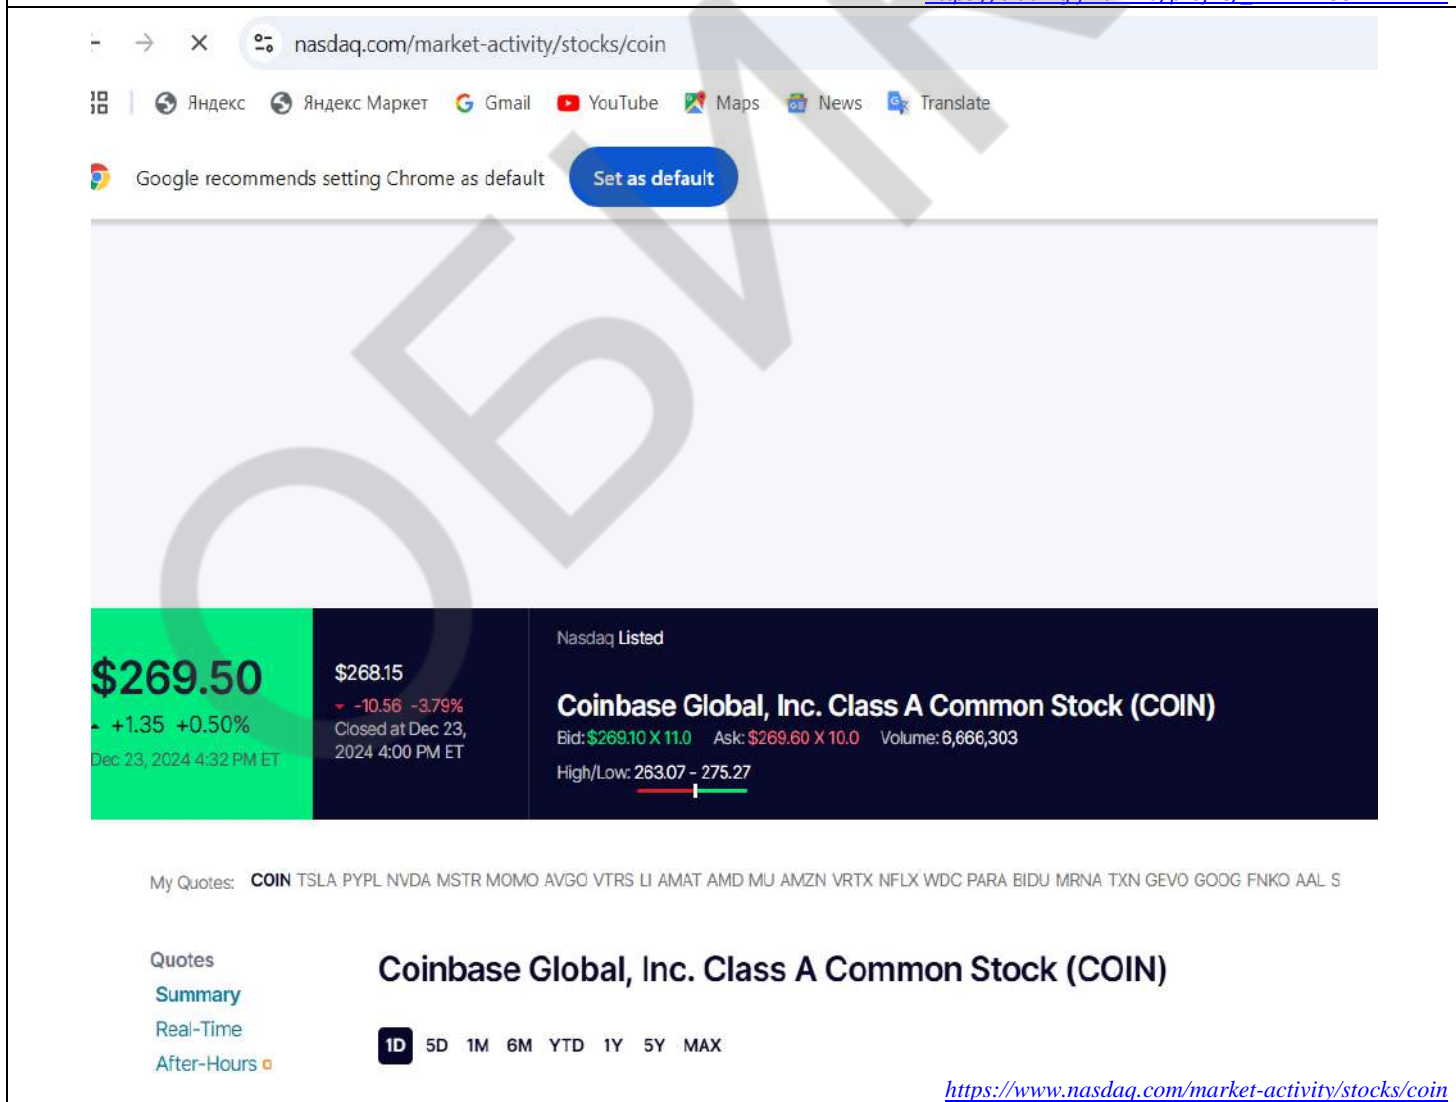 nasdaq.com/market-activity/stocks/coin
Яндекс Яндекс Маркет Gmail YouTube Maps News Translate
Google recommends setting Chrome as default Set as default
Nasdaq Listed
$269.50
+1.35 +0.50%
Dec 23, 2024 4:32 PM ET
$268.15
-10.56 -3.79%
Closed at Dec 23,
2024 4:00 PM ET
Coinbase Global, Inc. Class A Common Stock (COIN)
Bid: $269.10 X 11.0 Ask: $269.60 X 10.0 Volume: 6,666,303
High/Low: 263.07 - 275.27
My Quotes: COIN TSLA PYPL NVDA MSTR MOMO AVGO VTRS LI AMAT AMD MU AMZN VRTX NFLX WDC PARA BIDU MRNA TXN GEVO GOOG FNKO AAL S
Quotes
Summary
Real-Time
After-Hours
Coinbase Global, Inc. Class A Common Stock (COIN)
1D 5D 1M 6M YTD 1Y 5Y MAX
https://www.nasdaq.com/market-activity/stocks/coin